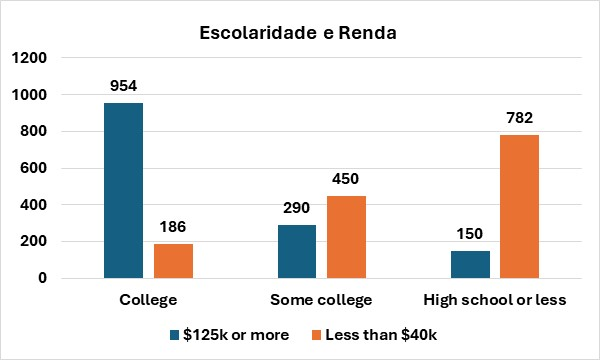 Escolaridade e Renda
1200
1000
800
600
400
200
0
954
186
290
450
150
782
College
Some college
High school or less
$125k or more
Less than $40k